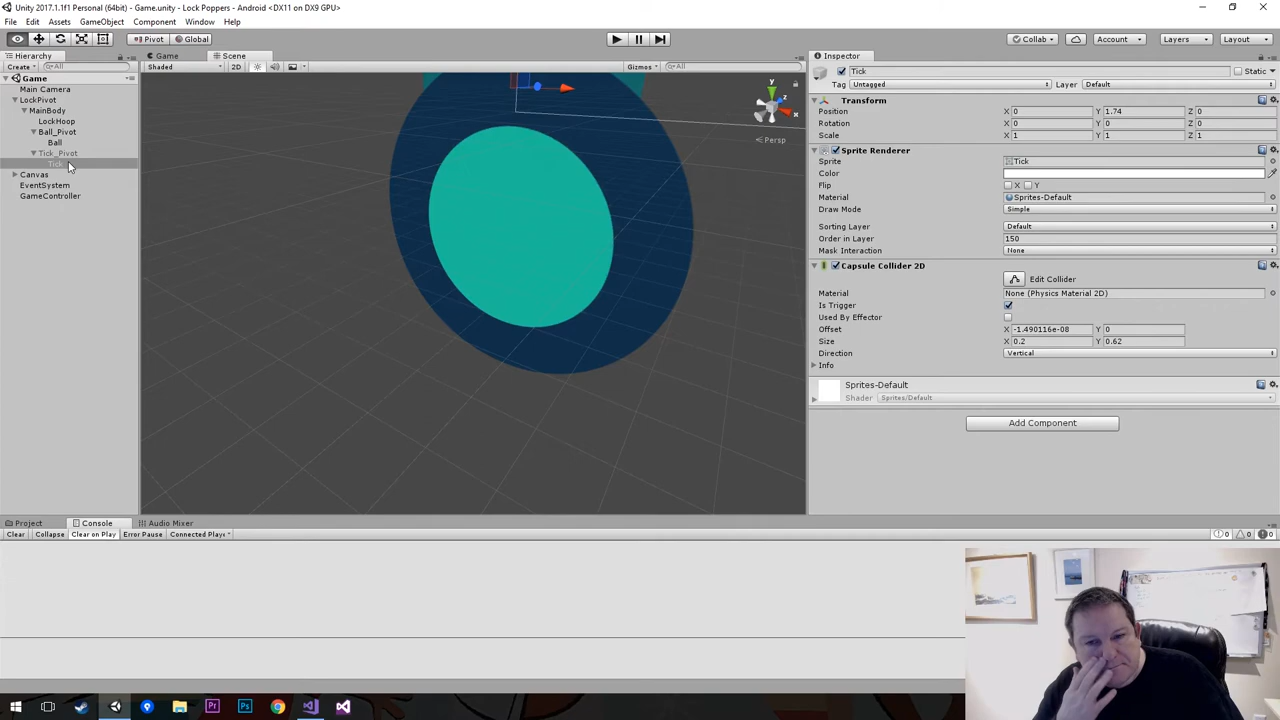 Unity 2017.1.1f1 Personal (64bit) - Game.unity - Lock Poppers - Android <DX11 on DX9 GPU>
File Edit Assets GameObject Component Window Help
Pivot Global Collab Account Layers Layout
Hierarchy Game Scene Inspector
Create All Shaded 2D Gizmos All Tick Static
Game Tag Untagged Layer Default
Main Camera
LockPivot Transform
MainBody Position X 0 Y 1.74 Z 0
LockHoop Rotation X 0 Y 0 Z 0
Ball_Pivot Scale X 1 Y 1 Z 1
Ball y z x Persp
Tick_Pivot Sprite Renderer
Tick Sprite Tick
Canvas Color
EventSystem Flip X Y
GameController Material Sprites-Default
Draw Mode Simple
Sorting Layer Default
Order in Layer 150
Mask Interaction None
Capsule Collider 2D
Edit Collider
Material None (Physics Material 2D)
Is Trigger
Used By Effector
Offset X -1.490116e-08 Y 0
Size X 0.2 Y 0.62
Direction Vertical
Info
Sprites-Default
Shader Sprites/Default
Add Component
Project Console Audio Mixer
Clear Collapse Clear on Play Error Pause Connected Playe 0 0 0
Pr Ps